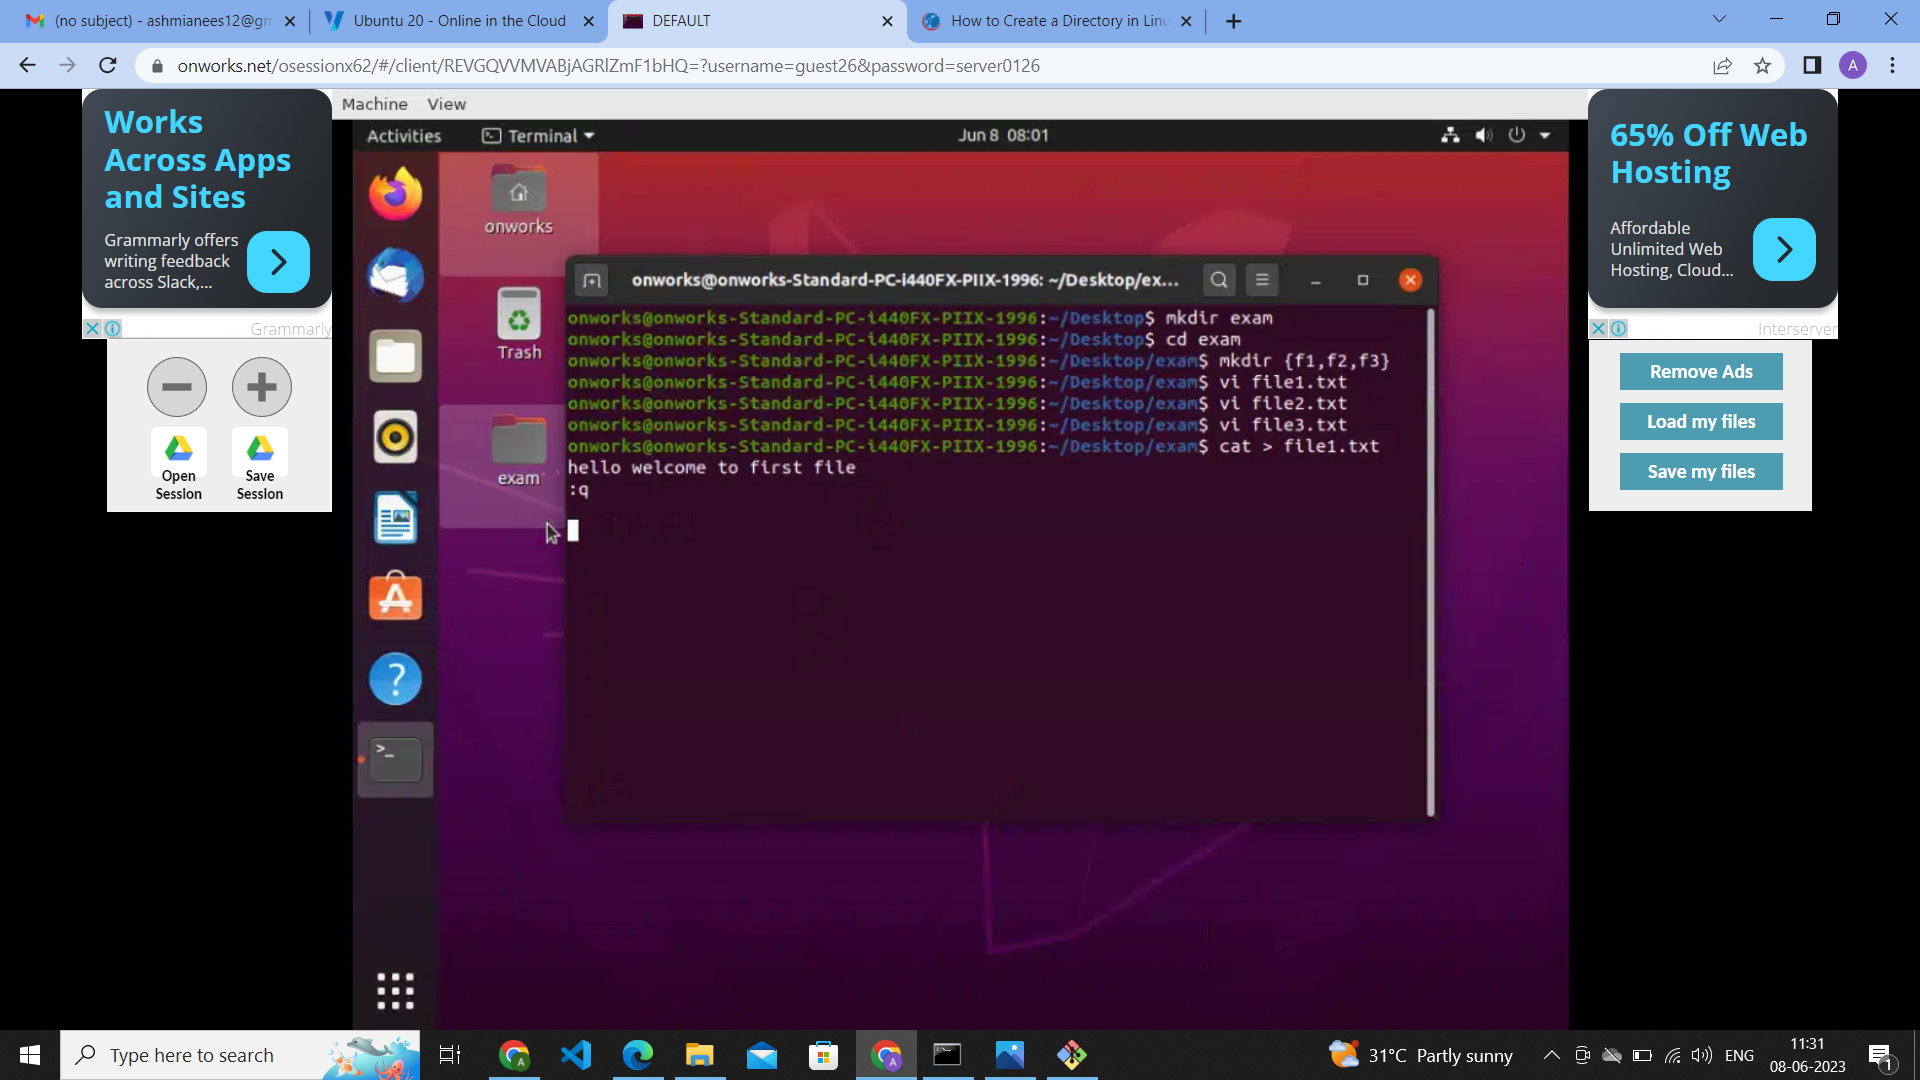 (no subject) - ashmianees12@gm
Ubuntu 20 - Online in the Cloud
DEFAULT
How to Create a Directory in Linu
onworks.net/osessionx62/#/client/REVGQVVMVABjAGRlZmF1bHQ=?username=guest26&password=server0126
A
Works
Across Apps
and Sites
Grammarly offers
writing feedback
across Slack,...
Grammarly
Open
Session
Save
Session
Machine View
Activities
Terminal
Jun 8 08:01
onworks
Trash
exam
onworks@onworks-Standard-PC-i440FX-PIIX-1996: ~/Desktop/ex...
onworks@onworks-Standard-PC-i440FX-PIIX-1996:~/Desktop$ mkdir exam
onworks@onworks-Standard-PC-i440FX-PIIX-1996:~/Desktop$ cd exam
onworks@onworks-Standard-PC-i440FX-PIIX-1996:~/Desktop/exam$ mkdir {f1,f2,f3}
onworks@onworks-Standard-PC-i440FX-PIIX-1996:~/Desktop/exam$ vi file1.txt
onworks@onworks-Standard-PC-i440FX-PIIX-1996:~/Desktop/exam$ vi file2.txt
onworks@onworks-Standard-PC-i440FX-PIIX-1996:~/Desktop/exam$ vi file3.txt
onworks@onworks-Standard-PC-i440FX-PIIX-1996:~/Desktop/exam$ cat > file1.txt
hello welcome to first file
:q
65% Off Web
Hosting
Affordable
Unlimited Web
Hosting, Cloud...
Interserver
Remove Ads
Load my files
Save my files
Type here to search
31°C Partly sunny
ENG
11:31
08-06-2023
1